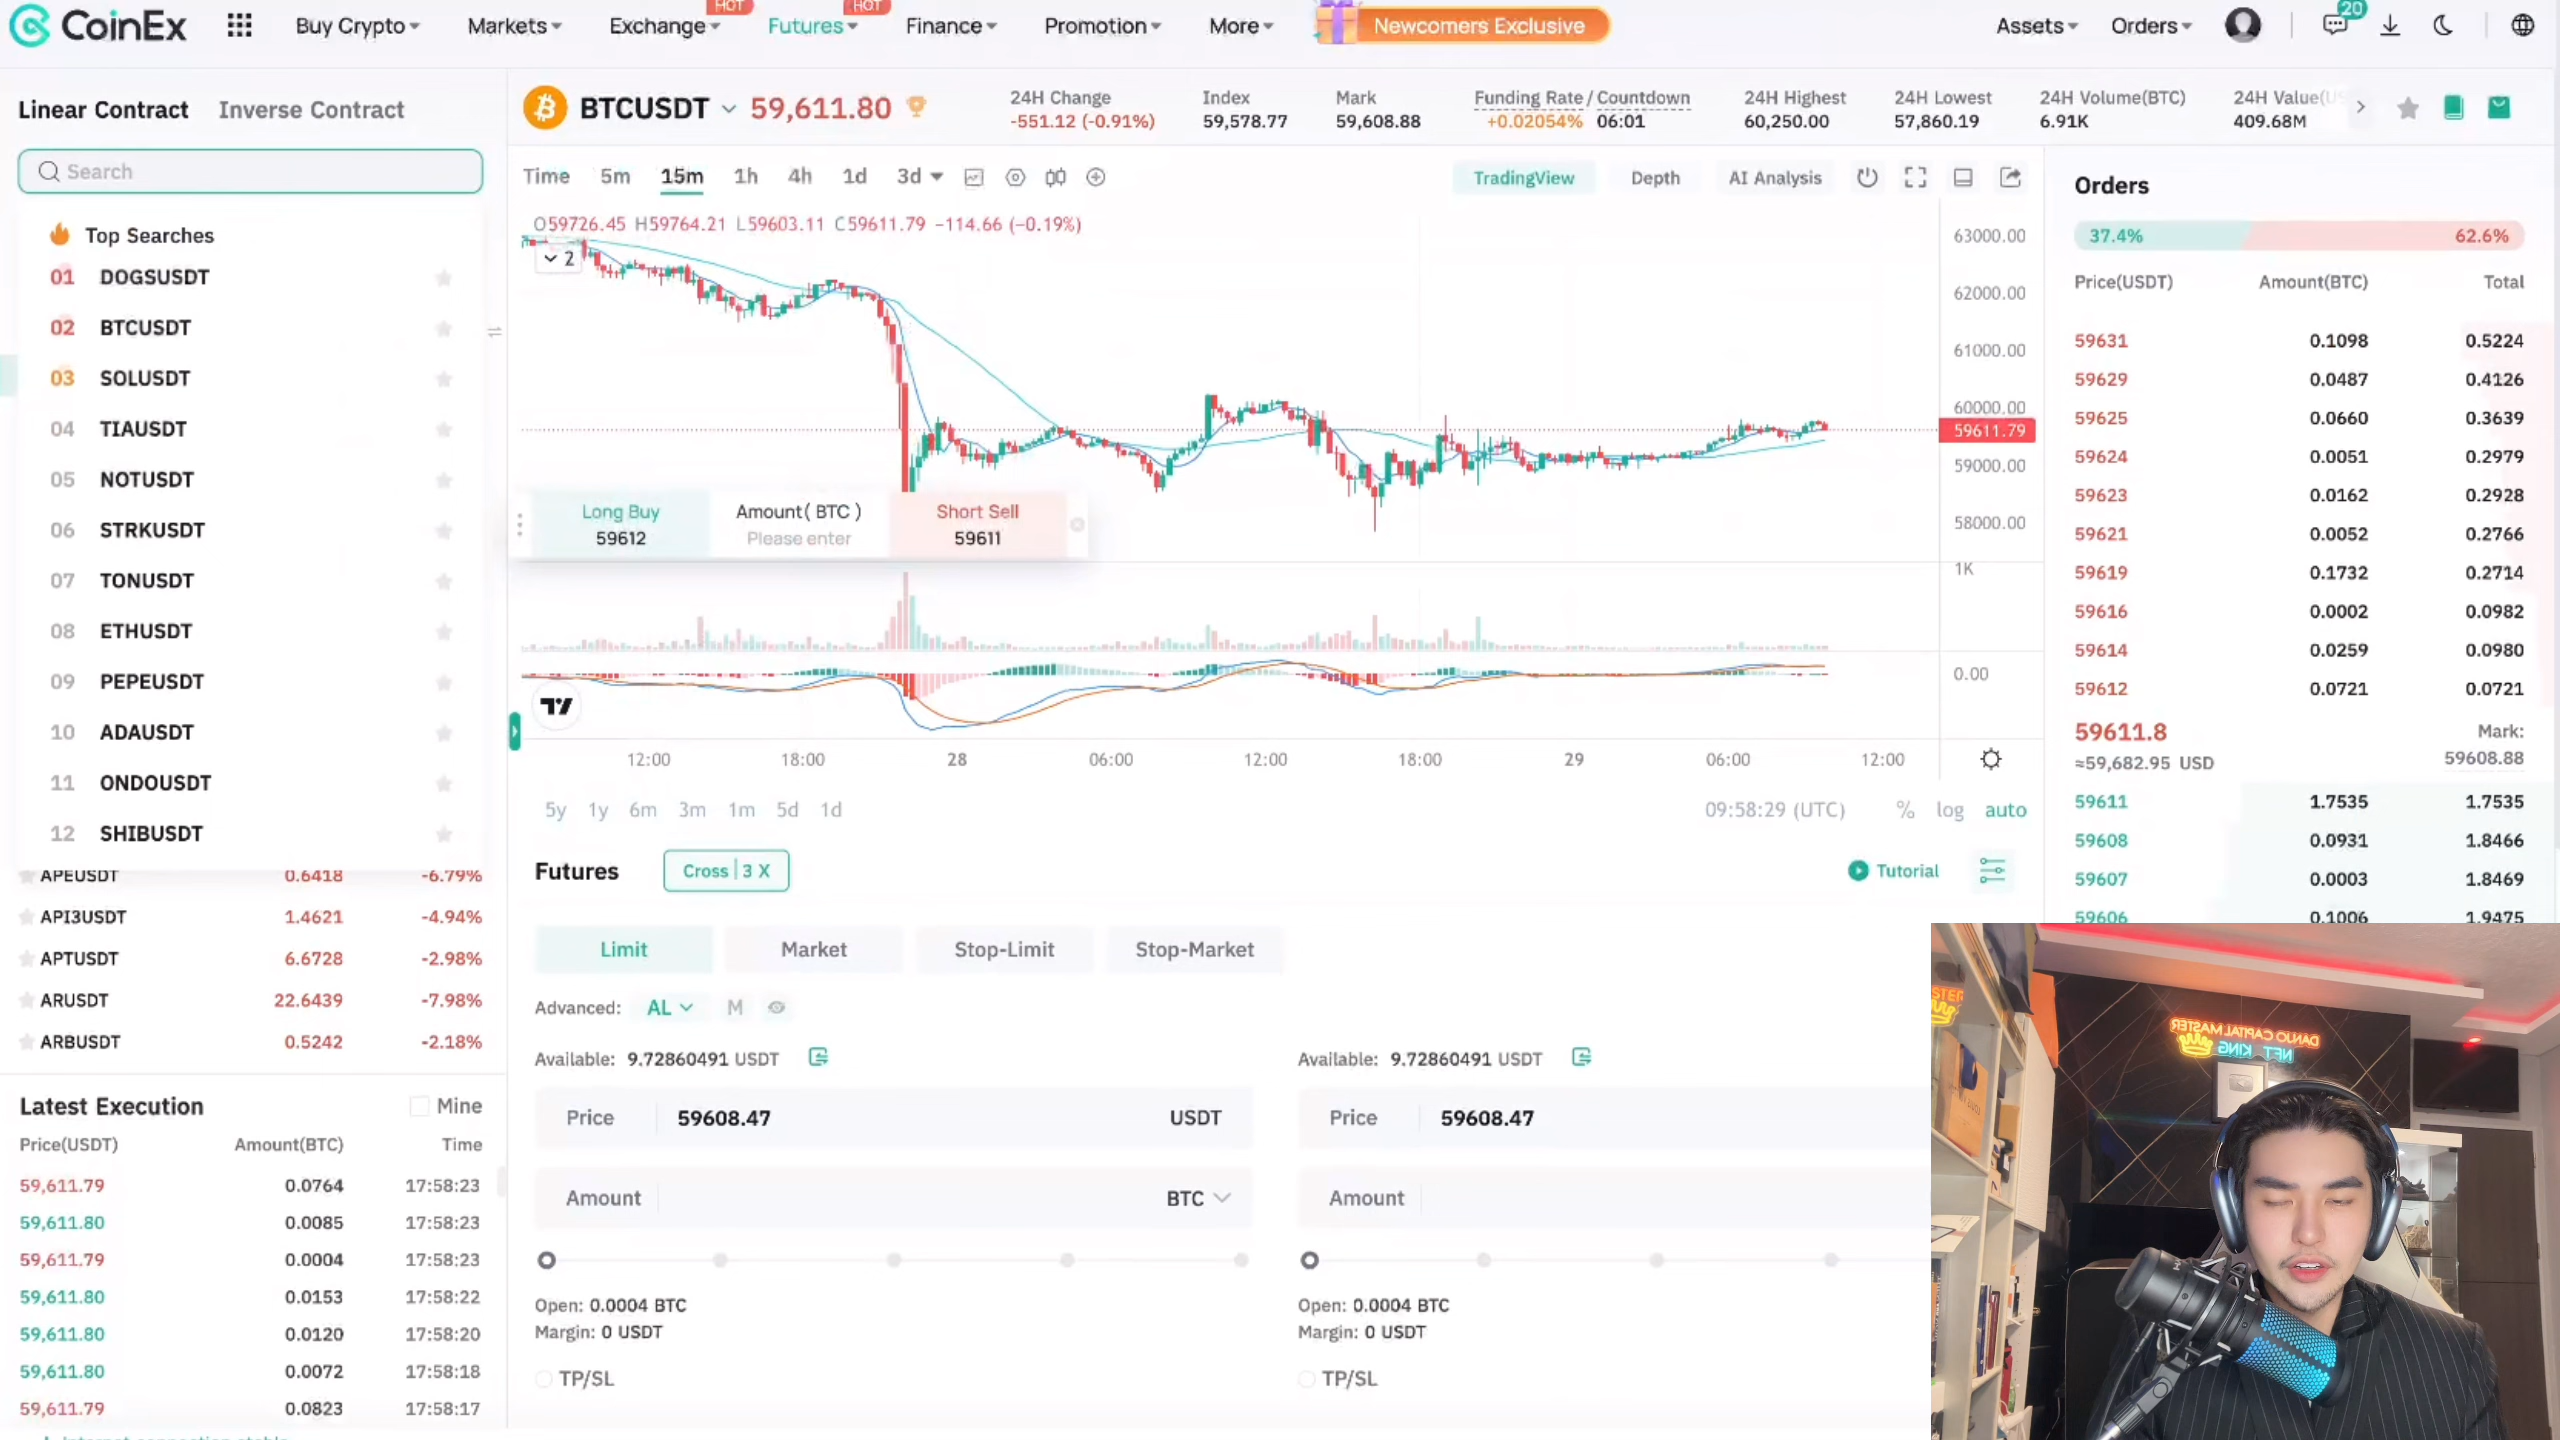 CoinEx
Buy Crypto
Markets
Exchange
HOT
Futures
HOT
Finance
Promotion
More
Newcomers Exclusive
Assets
Orders
20
Linear Contract
Inverse Contract
Search
Top Searches
01 DOGSUSDT
02 BTCUSDT
03 SOLUSDT
04 TIAUSDT
05 NOTUSDT
06 STRKUSDT
07 TONUSDT
08 ETHUSDT
09 PEPEUSDT
10 ADAUSDT
11 ONDOUSDT
12 SHIBUSDT
APEUSDT 0.6418 -6.79%
API3USDT 1.4621 -4.94%
APTUSDT 6.6728 -2.98%
ARUSDT 22.6439 -7.98%
ARBUSDT 0.5242 -2.18%
Latest Execution
Mine
Price(USDT) Amount(BTC) Time
59,611.79 0.0764 17:58:23
59,611.80 0.0085 17:58:23
59,611.79 0.0004 17:58:23
59,611.80 0.0153 17:58:22
59,611.80 0.0120 17:58:20
59,611.80 0.0072 17:58:18
59,611.79 0.0823 17:58:17
BTCUSDT 59,611.80
24H Change
-551.12 (-0.91%)
Index
59,578.77
Mark
59,608.88
Funding Rate / Countdown
+0.02054% 06:01
24H Highest
60,250.00
24H Lowest
57,860.19
24H Volume(BTC)
6.91K
24H Value(US
409.68M
Time 5m 15m 1h 4h 1d 3d
TradingView
Depth
AI Analysis
O59726.45 H59764.21 L59603.11 C59611.79 −114.66 (−0.19%)
2
63000.00
62000.00
61000.00
60000.00
59611.79
59000.00
58000.00
Long Buy
59612
Amount( BTC )
Please enter
Short Sell
59611
1K
0.00
12:00 18:00 28 06:00 12:00 18:00 29 06:00 12:00
5y 1y 6m 3m 1m 5d 1d
09:58:29 (UTC) % log auto
Futures
Cross | 3 X
Tutorial
Limit
Market
Stop-Limit
Stop-Market
Advanced: AL M
Available: 9.72860491 USDT
Price 59608.47 USDT
Amount BTC
Open: 0.0004 BTC
Margin: 0 USDT
TP/SL
Available: 9.72860491 USDT
Price 59608.47
Amount
Open: 0.0004 BTC
Margin: 0 USDT
TP/SL
Orders
37.4% 62.6%
Price(USDT) Amount(BTC) Total
59631 0.1098 0.5224
59629 0.0487 0.4126
59625 0.0660 0.3639
59624 0.0051 0.2979
59623 0.0162 0.2928
59621 0.0052 0.2766
59619 0.1732 0.2714
59616 0.0002 0.0982
59614 0.0259 0.0980
59612 0.0721 0.0721
59611.8 Mark:
≈59,682.95 USD 59608.88
59611 1.7535 1.7535
59608 0.0931 1.8466
59607 0.0003 1.8469
59606 0.1006 1.9475
DANJO CAPITAL MASTER
NFT KING